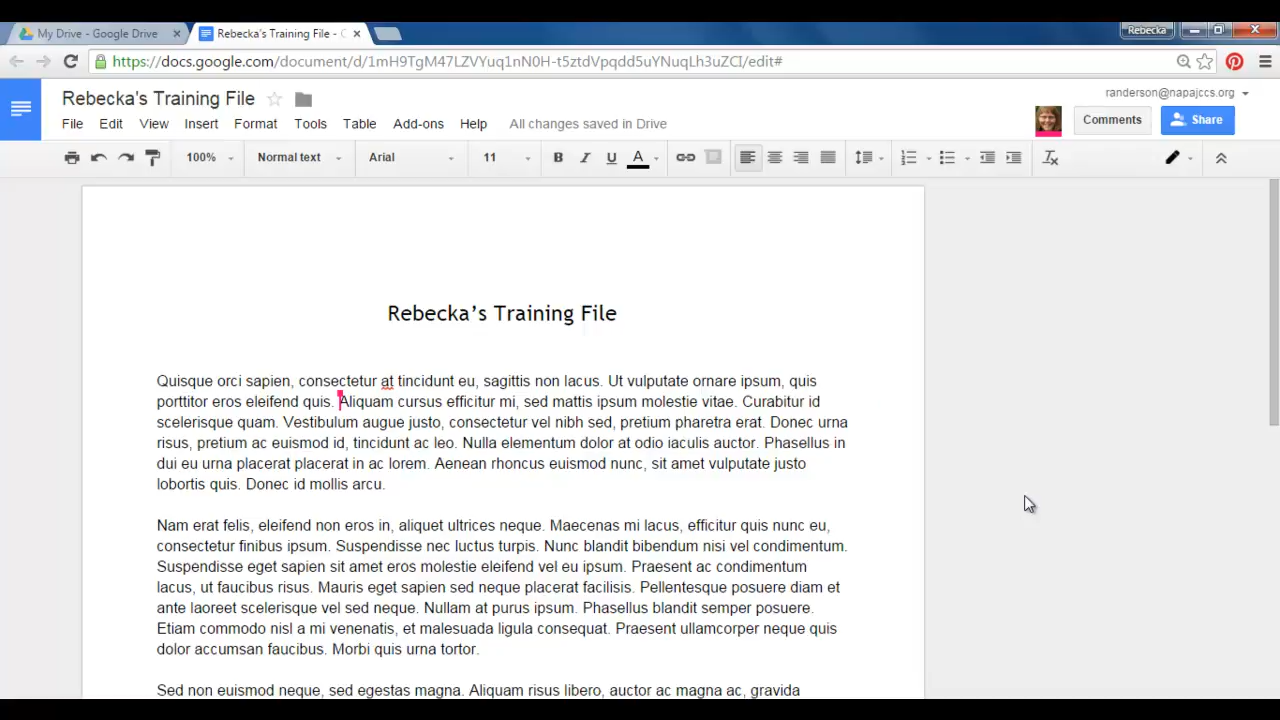 My Drive - Google Drive
Rebecka's Training File -
Rebecka
https://docs.google.com/document/d/1mH9TgM47LZVYuq1nN0H-t5ztdVpqdd5uYNuqLh3uZCI/edit#
Rebecka's Training File
randerson@napajccs.org
File Edit View Insert Format Tools Table Add-ons Help All changes saved in Drive
Comments
Share
100% Normal text Arial 11 B I U A
Rebecka’s Training File
Quisque orci sapien, consectetur at tincidunt eu, sagittis non lacus. Ut vulputate ornare ipsum, quis
porttitor eros eleifend quis. Aliquam cursus efficitur mi, sed mattis ipsum molestie vitae. Curabitur id
scelerisque quam. Vestibulum augue justo, consectetur vel nibh sed, pretium pharetra erat. Donec urna
risus, pretium ac euismod id, tincidunt ac leo. Nulla elementum dolor at odio iaculis auctor. Phasellus in
dui eu urna placerat placerat in ac lorem. Aenean rhoncus euismod nunc, sit amet vulputate justo
lobortis quis. Donec id mollis arcu.
Nam erat felis, eleifend non eros in, aliquet ultrices neque. Maecenas mi lacus, efficitur quis nunc eu,
consectetur finibus ipsum. Suspendisse nec luctus turpis. Nunc blandit bibendum nisi vel condimentum.
Suspendisse eget sapien sit amet eros molestie eleifend vel eu ipsum. Praesent ac condimentum
lacus, ut faucibus risus. Mauris eget sapien sed neque placerat facilisis. Pellentesque posuere diam et
ante laoreet scelerisque vel sed neque. Nullam at purus ipsum. Phasellus blandit semper posuere.
Etiam commodo nisl a mi venenatis, et malesuada ligula consequat. Praesent ullamcorper neque quis
dolor accumsan faucibus. Morbi quis urna tortor.
Sed non euismod neque, sed egestas magna. Aliquam risus libero, auctor ac magna ac, gravida